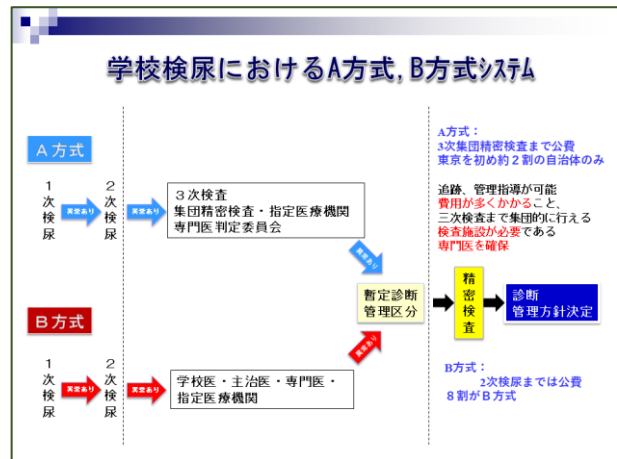 学校検尿におけるA方式,B方式システム
A方式
1次検尿
異常あり
2次検尿
異常あり
3次検査
集団精密検査・指定医療機関
専門医判定委員会
異常あり
B方式
1次検尿
異常あり
2次検尿
異常あり
学校医・主治医・専門医・
指定医療機関
異常あり
暫定診断
管理区分
精密検査
診断
管理方針決定
A方式:
3次集団精密検査まで公費
東京を初め約2割の自治体のみ
追跡、管理指導が可能
費用が多くかかること、
三次検査まで集団的に行える
検査施設が必要である
専門医を確保
B方式:
2次検尿までは公費
8割がB方式